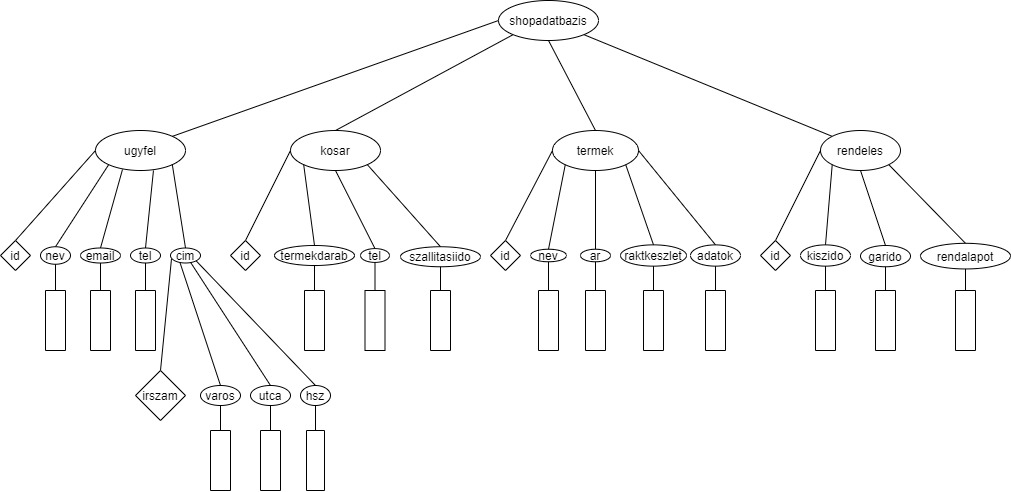 shopadatbazis
ugyfel
kosar
termek
rendeles
id
nev
email
tel
cim
id
termekdarab
tel
szallitasiido
id
nev
ar
raktkeszlet
adatok
id
kiszido
garido
rendalapot
irszam
varos
utca
hsz